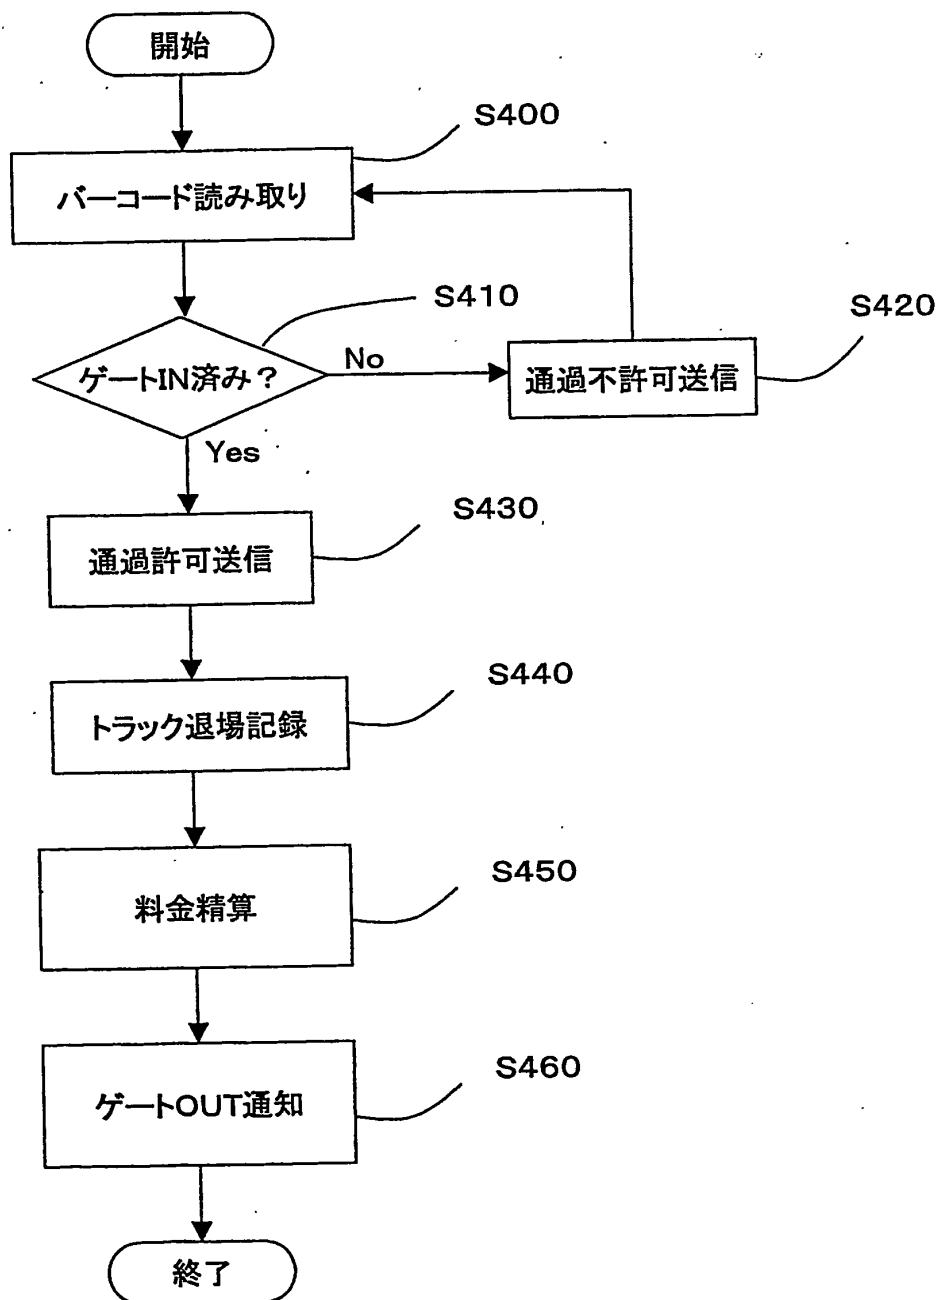 開始
S400
バーコード読み取り
S410
ゲートIN済み？
No
S420
通過不許可送信
Yes
S430
通過許可送信
S440
トラック退場記録
S450
料金精算
S460
ゲートOUT通知
終了